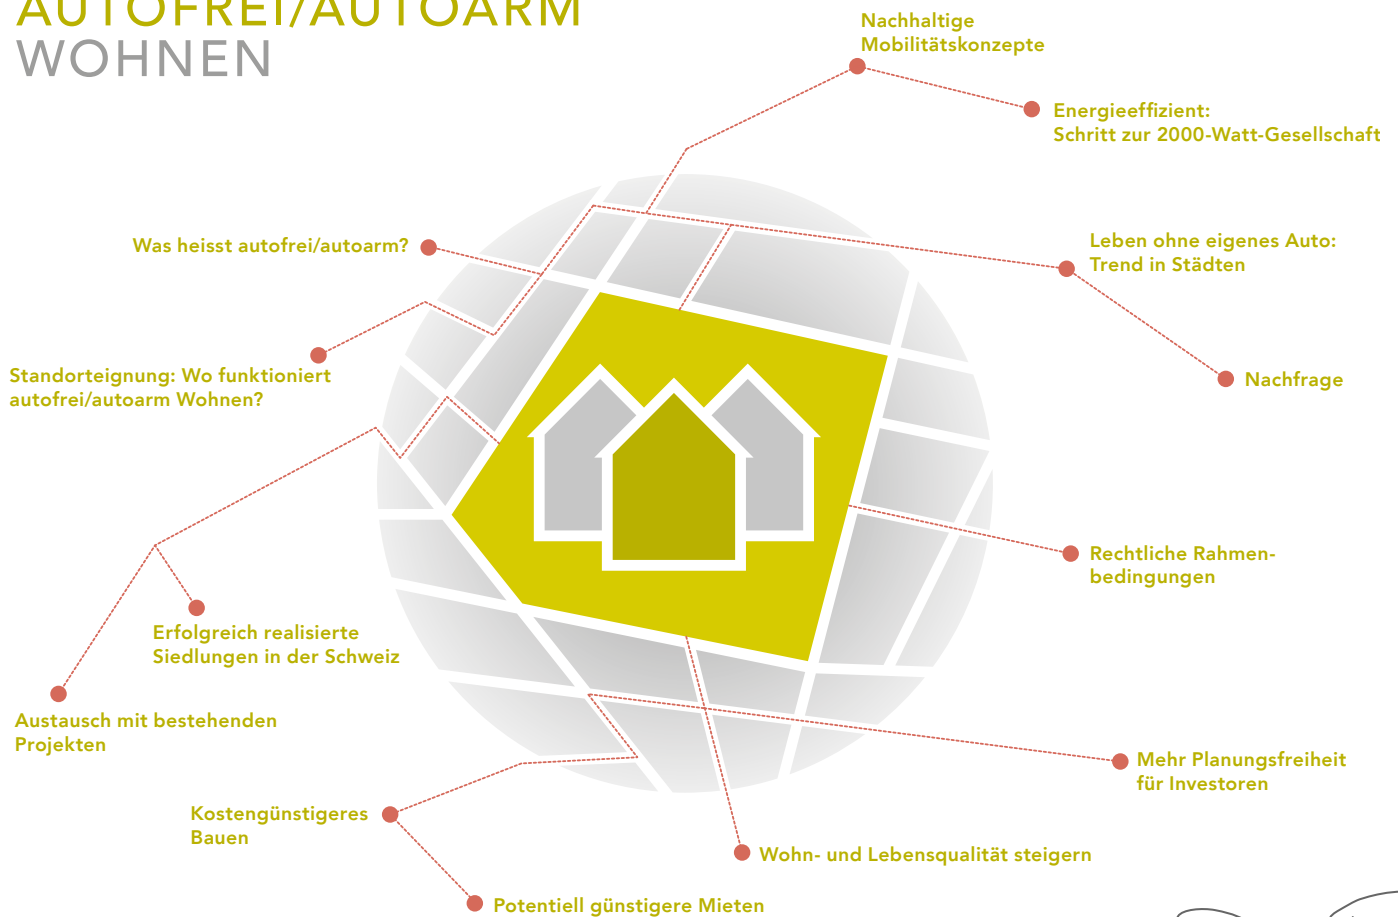 AUTOFREI/AUTOARM
WOHNEN
Nachhaltige
Mobilitätskonzepte
Energieeffizient:
Schritt zur 2000-Watt-Gesellschaft
Was heisst autofrei/autoarm?
Leben ohne eigenes Auto:
Trend in Städten
Standorteignung: Wo funktioniert
autofrei/autoarm Wohnen?
Nachfrage
Rechtliche Rahmen-
bedingungen
Erfolgreich realisierte
Siedlungen in der Schweiz
Austausch mit bestehenden
Projekten
Mehr Planungsfreiheit
für Investoren
Kostengünstigeres
Bauen
Wohn- und Lebensqualität steigern
Potentiell günstigere Mieten